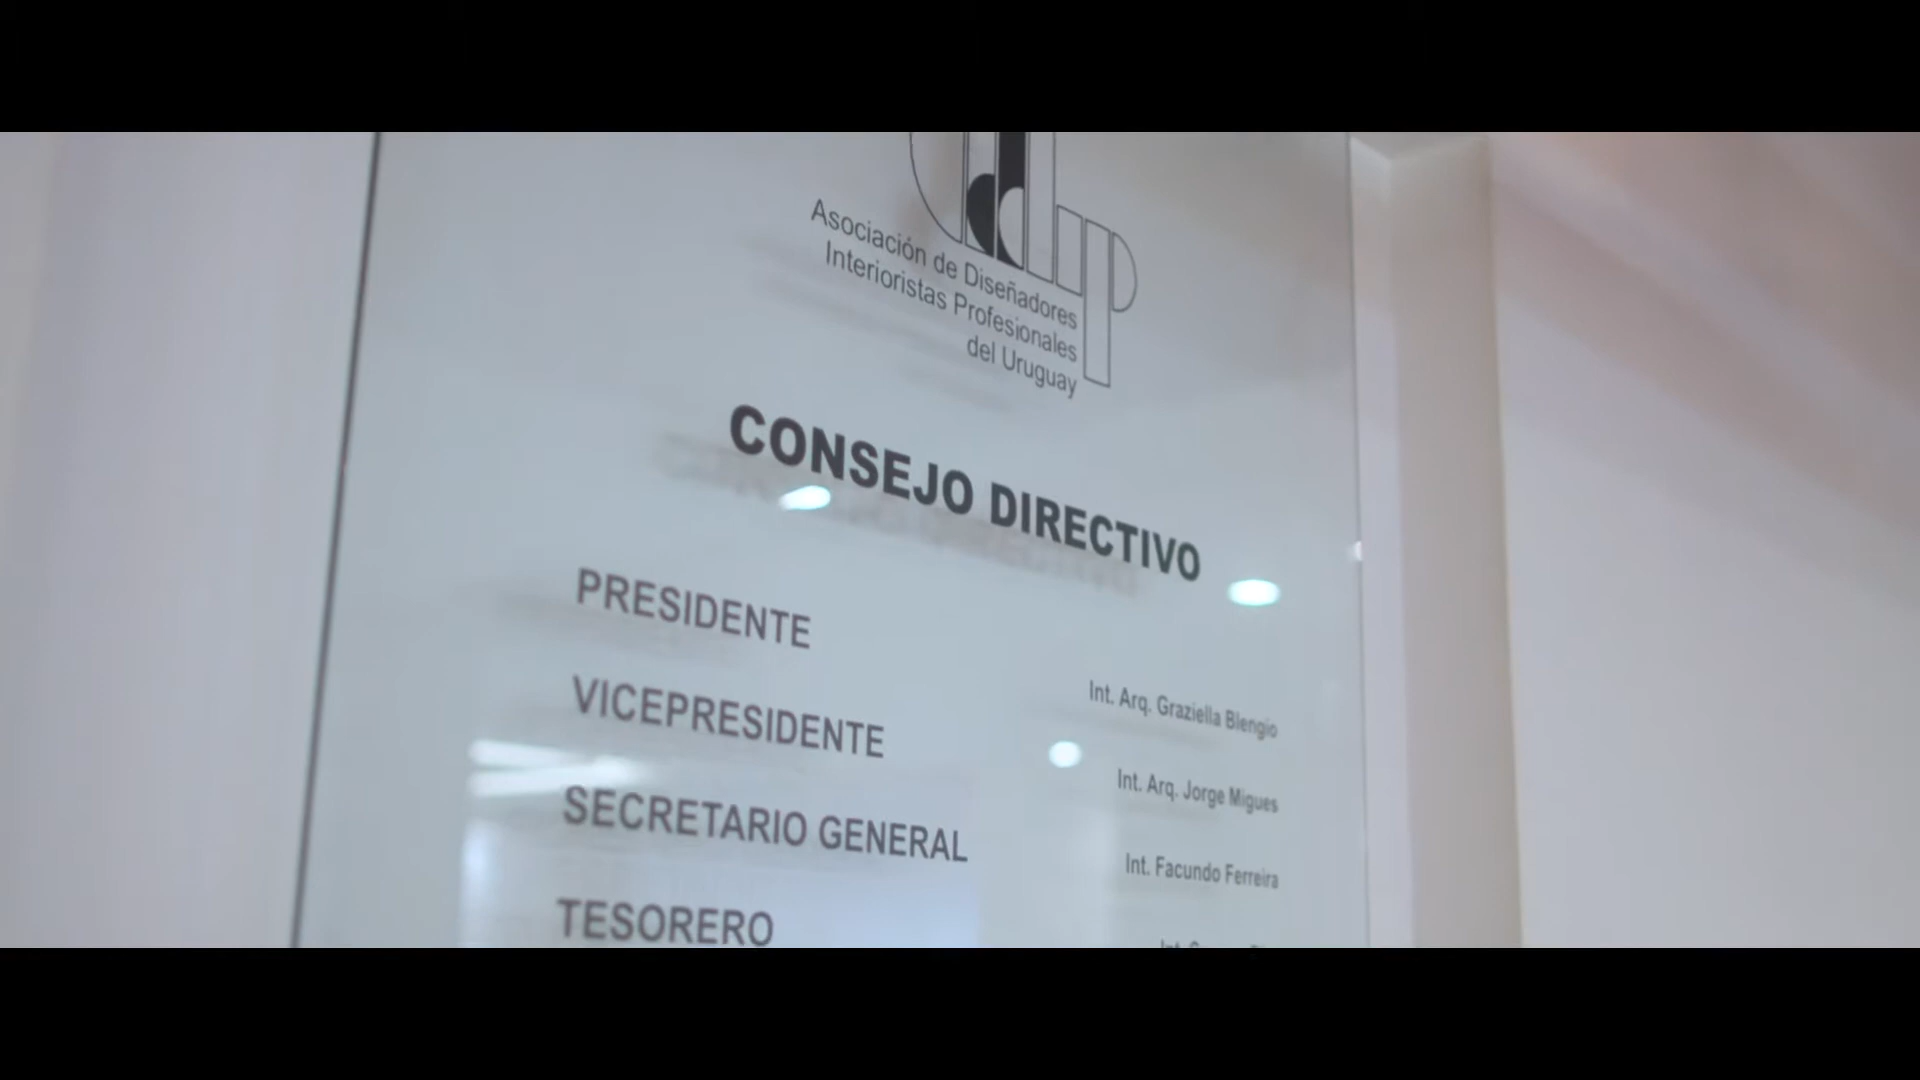 ddip
Asociación de Diseñadores
Interioristas Profesionales
del Uruguay
CONSEJO DIRECTIVO
PRESIDENTE
Int. Arq. Graziella Blengio
VICEPRESIDENTE
Int. Arq. Jorge Migues
SECRETARIO GENERAL
Int. Facundo Ferreira
TESORERO